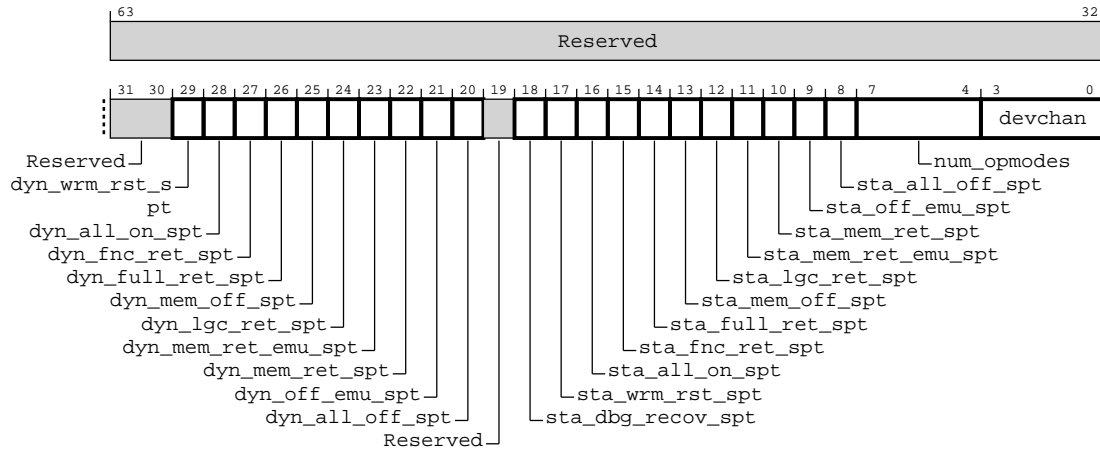 63 32
Reserved
31 30 29 28 27 26 25 24 23 22 21 20 19 18 17 16 15 14 13 12 11 10 9 8 7 4 3 0
devchan
Reserved num_opmodes
dyn_wrm_rst_s sta_all_off_spt
pt sta_off_emu_spt
dyn_all_on_spt sta_mem_ret_spt
dyn_fnc_ret_spt sta_mem_ret_emu_spt
dyn_full_ret_spt sta_lgc_ret_spt
dyn_mem_off_spt sta_mem_off_spt
dyn_lgc_ret_spt sta_full_ret_spt
dyn_mem_ret_emu_spt sta_fnc_ret_spt
dyn_mem_ret_spt sta_all_on_spt
dyn_off_emu_spt sta_wrm_rst_spt
dyn_all_off_spt sta_dbg_recov_spt
Reserved